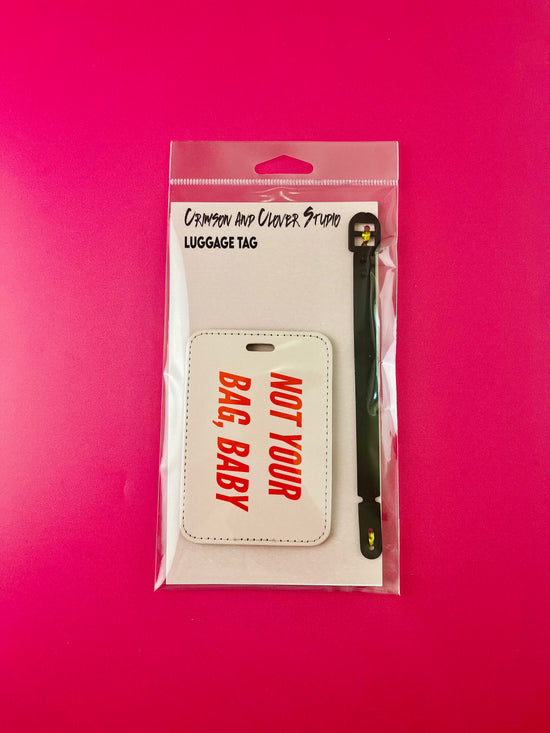 Crimson and Clover Studio
LUGGAGE TAG
NOT YOUR
BAG, BABY